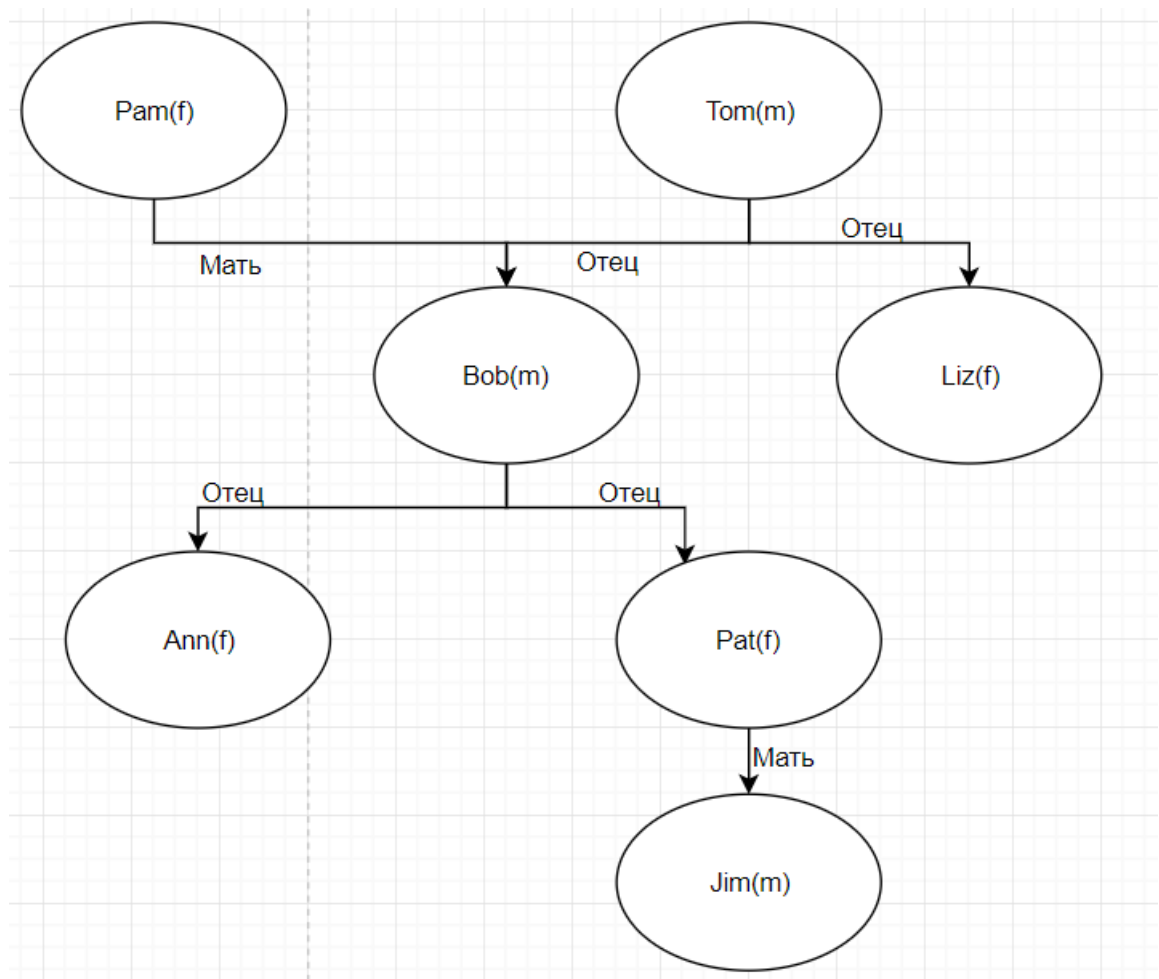 Pam(f)
Tom(m)
Отец
Мать
Отец
Bob(m)
Liz(f)
Отец
Отец
Ann(f)
Pat(f)
Мать
Jim(m)